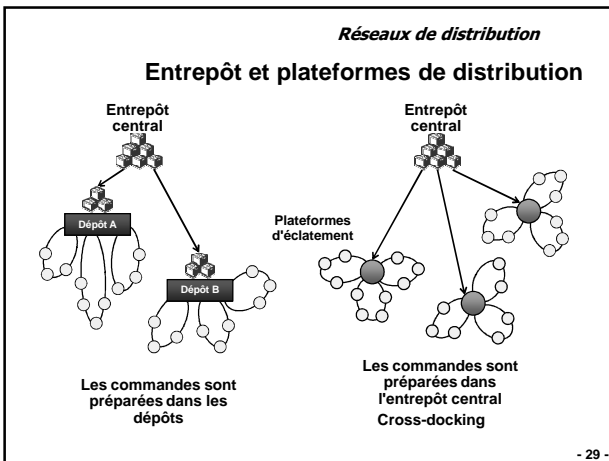 Réseaux de distribution
Entrepôt et plateformes de distribution
Entrepôt
central
Dépôt A
Dépôt B
Les commandes sont
préparées dans les
dépôts
Entrepôt
central
Plateformes
d'éclatement
Les commandes sont
préparées dans
l'entrepôt central
Cross-docking
- 29 -